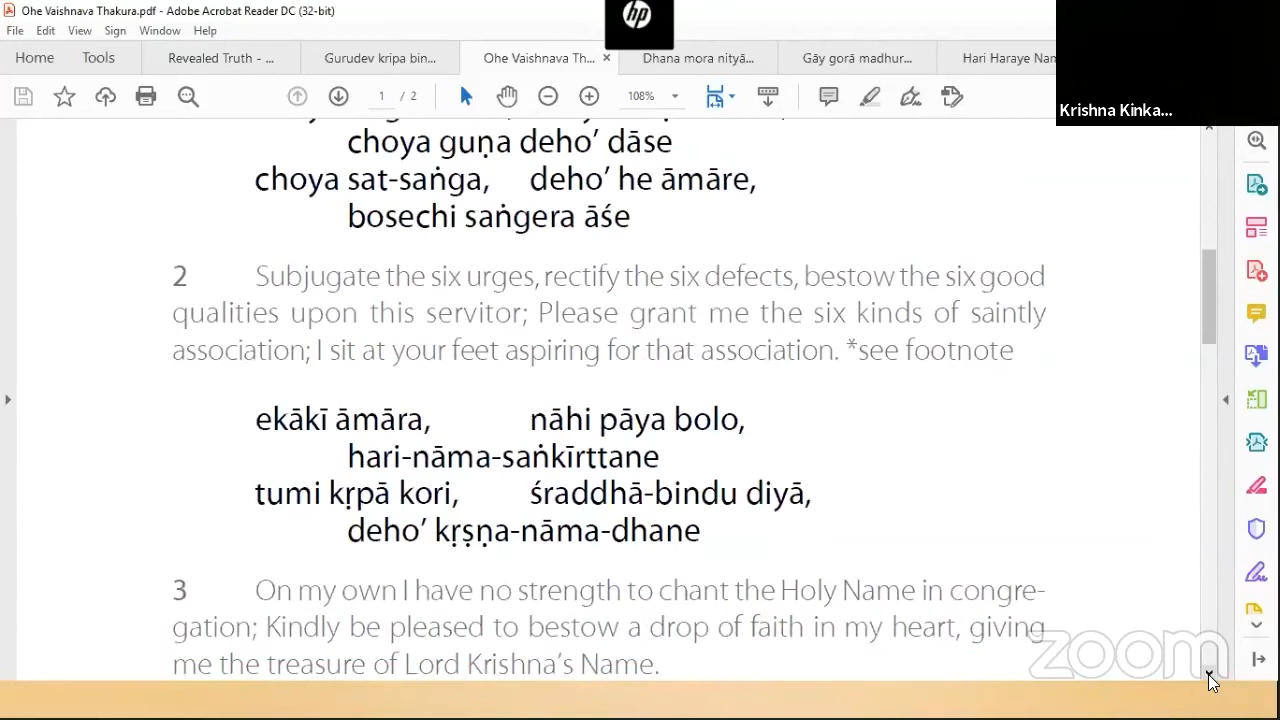 Ohe Vaishnava Thakura.pdf - Adobe Acrobat Reader DC (32-bit)
hp
File Edit View Sign Window Help
Home Tools Revealed Truth - ... Gurudev kripa bin... Ohe Vaishnava Th... × Dhana mora nityā... Gāy gorā madhur... Hari Haraye Nam
1 / 2 108%
Krishna Kinka...
choya guṇa deho’ dāse
choya sat-saṅga, deho’ he āmāre,
bosechi saṅgera āśe
2 Subjugate the six urges, rectify the six defects, bestow the six good
qualities upon this servitor; Please grant me the six kinds of saintly
association; I sit at your feet aspiring for that association. *see footnote
ekākī āmāra, nāhi pāya bolo,
hari-nāma-saṅkīrttane
tumi kṛpā kori, śraddhā-bindu diyā,
deho’ kṛṣṇa-nāma-dhane
3 On my own I have no strength to chant the Holy Name in congre-
gation; Kindly be pleased to bestow a drop of faith in my heart, giving
me the treasure of Lord Krishna’s Name.
zoom